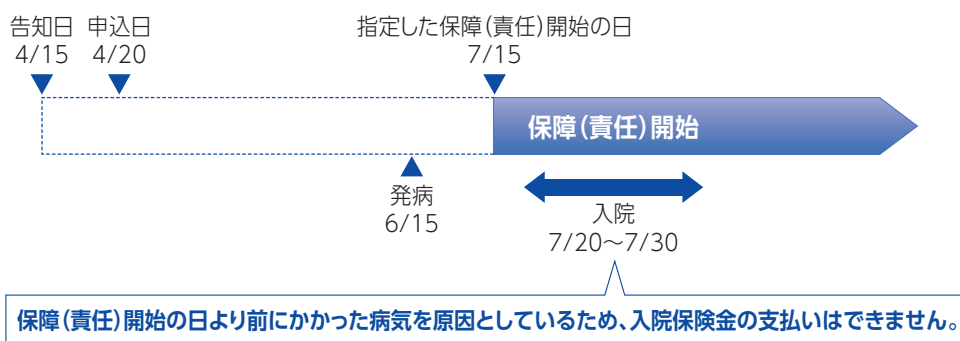 告知日 申込日 指定した保障(責任)開始の日
4/15 4/20 7/15
保障(責任)開始
発病
6/15
入院
7/20～7/30
保障(責任)開始の日より前にかかった病気を原因としているため、入院保険金の支払いはできません。